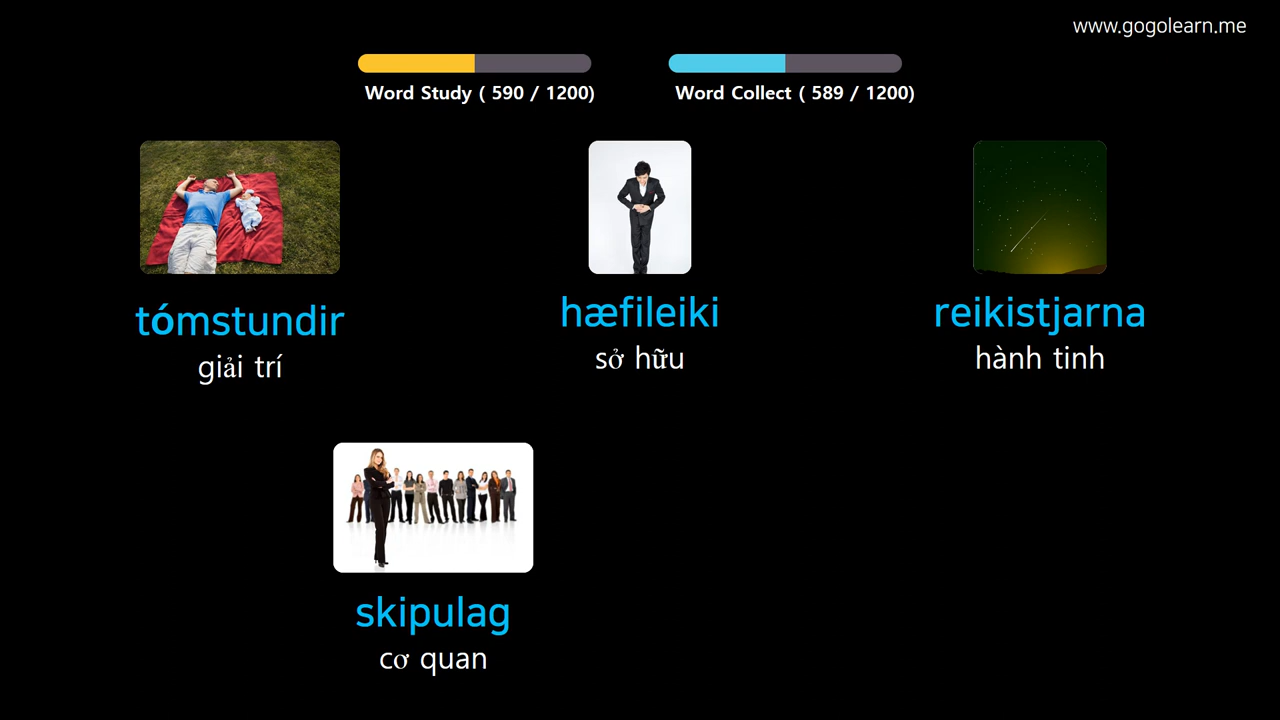 www.gogolearn.me
Word Study ( 590 / 1200)
Word Collect ( 589 / 1200)
tómstundir
giải trí
hæfileiki
sở hữu
reikistjarna
hành tinh
skipulag
cơ quan